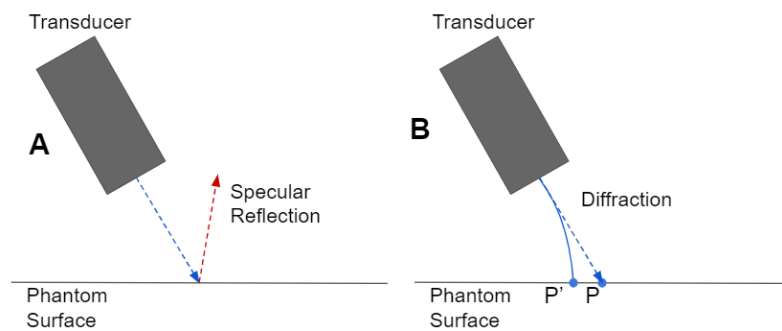 Transducer
A
Specular
Reflection
Phantom
Surface
Transducer
B
Diffraction
P’
P
Phantom
Surface